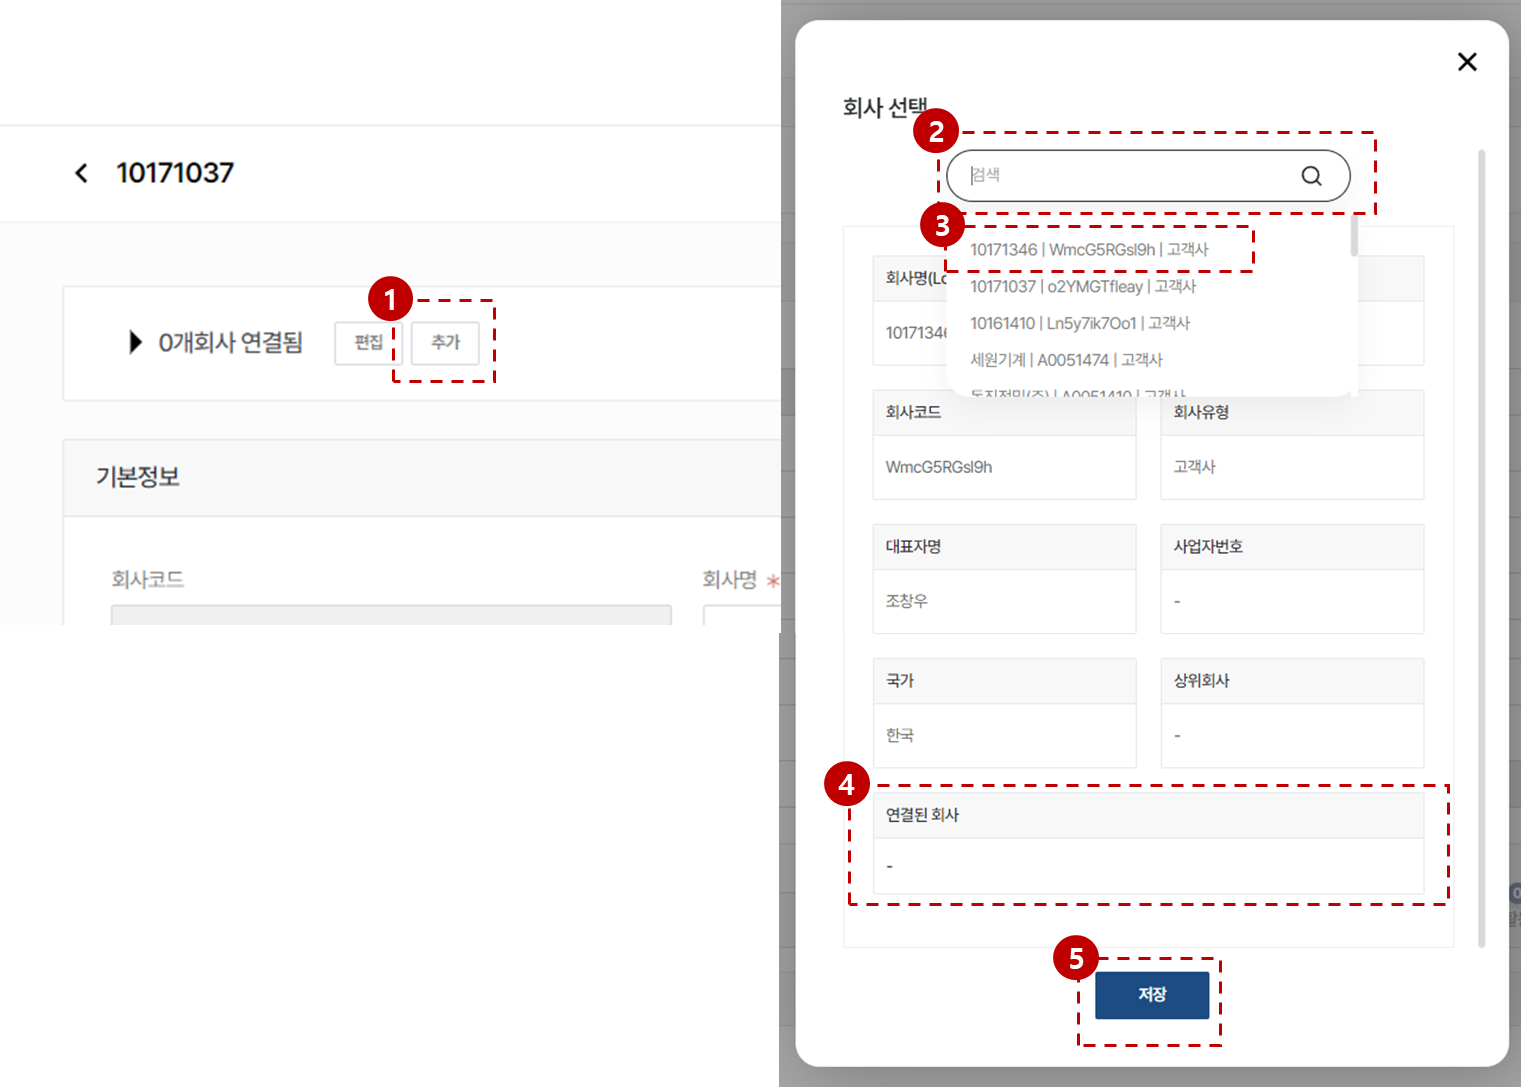 10171037
1
0개회사 연결됨
편집
추가
기본정보
회사코드
회사명 *
회사 선택
2
검색
3
10171346 | WmcG5RGsl9h | 고객사
10171037 | o2YMGTfleay | 고객사
10161410 | Ln5y7ik7Oo1 | 고객사
세원기계 | A0051474 | 고객사
회사명(Lo
10171346
회사코드
WmcG5RGsl9h
회사유형
고객사
대표자명
조창우
사업자번호
-
국가
한국
상위회사
-
4
연결된 회사
-
5
저장